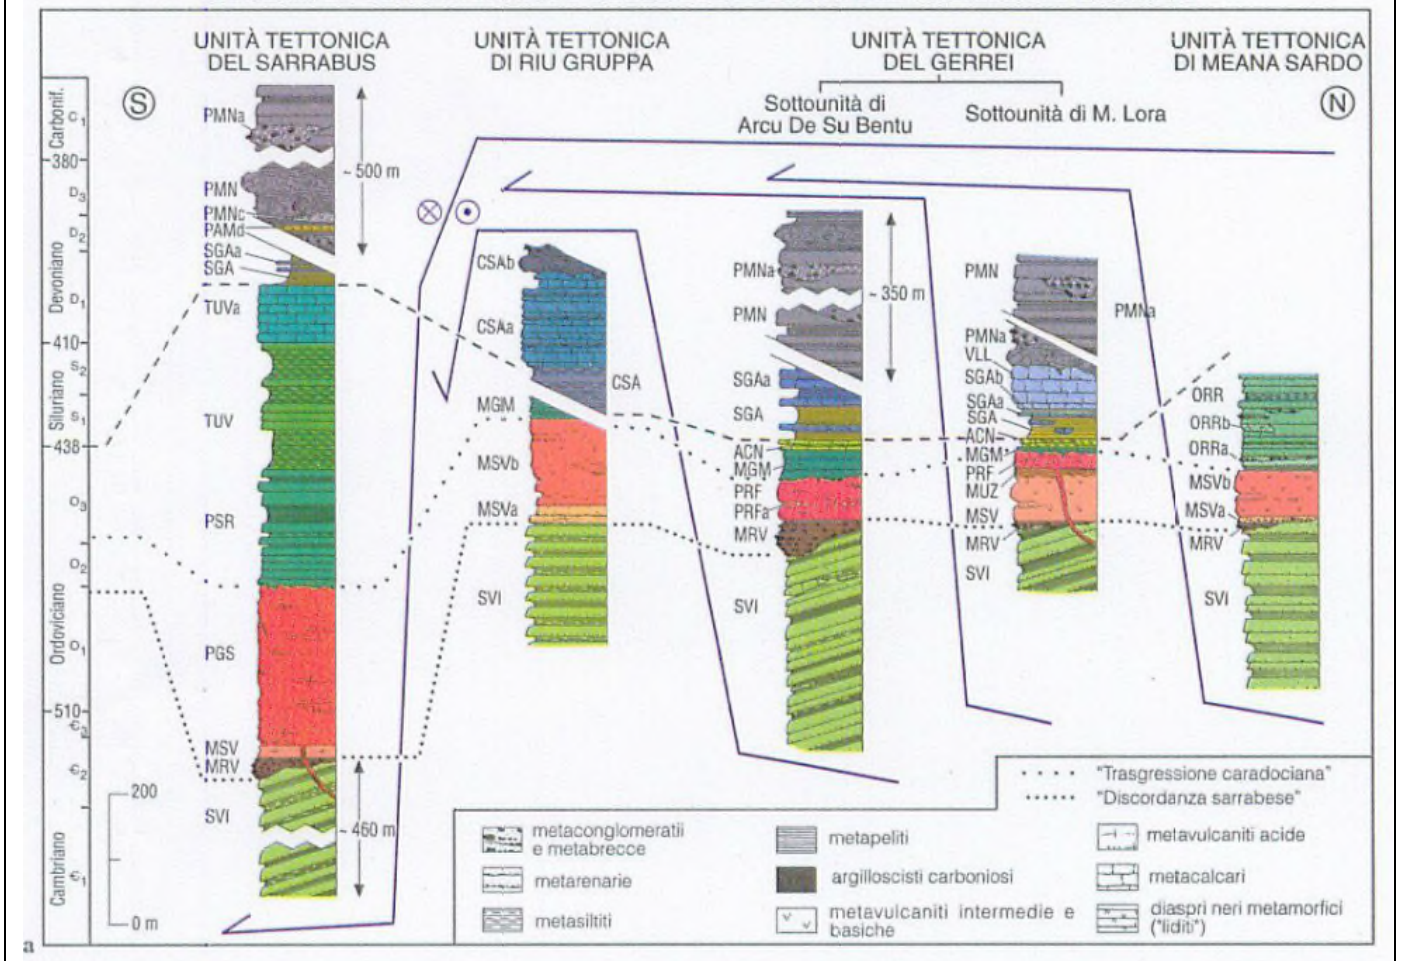 UNITÀ TETTONICA
DEL SARRABUS
UNITÀ TETTONICA
DI RIU GRUPPA
UNITÀ TETTONICA
DEL GERREI
UNITÀ TETTONICA
DI MEANA SARDO
Sottounità di
Arcu De Su Bentu
Sottounità di M. Lora
S
N
Carbonif.
C1
380
D3
D2
Devoniano
D1
410
S2
Siluriano
S1
438
O3
O2
Ordoviciano
O1
510
Є3
Є2
Cambriano
Є1
200
0 m
PMNa
~ 500 m
PMN
PMNc
PAMd
SGAa
SGA
TUVa
TUV
PSR
PGS
MSV
MRV
SVI
~ 460 m
CSAb
CSAa
CSA
MGM
MSVb
MSVa
SVI
PMNa
~ 350 m
PMN
SGAa
SGA
ACN
MGM
PRF
PRFa
MRV
SVI
PMN
PMNa
PMNa
VLL
SGAb
SGAa
SGA
ACN
MGM
PRF
MUZ
MSV
MRV
SVI
ORR
ORRb
ORRa
MSVb
MSVa
MRV
SVI
"Trasgressione caradociana"
"Discordanza sarrabese"
metaconglomeratii
e metabrecce
metarenarie
metasiltiti
metapeliti
argilloscisti carboniosi
metavulcaniti intermedie e
basiche
metavulcaniti acide
metacalcari
diaspri neri metamorfici
("liditi")
a